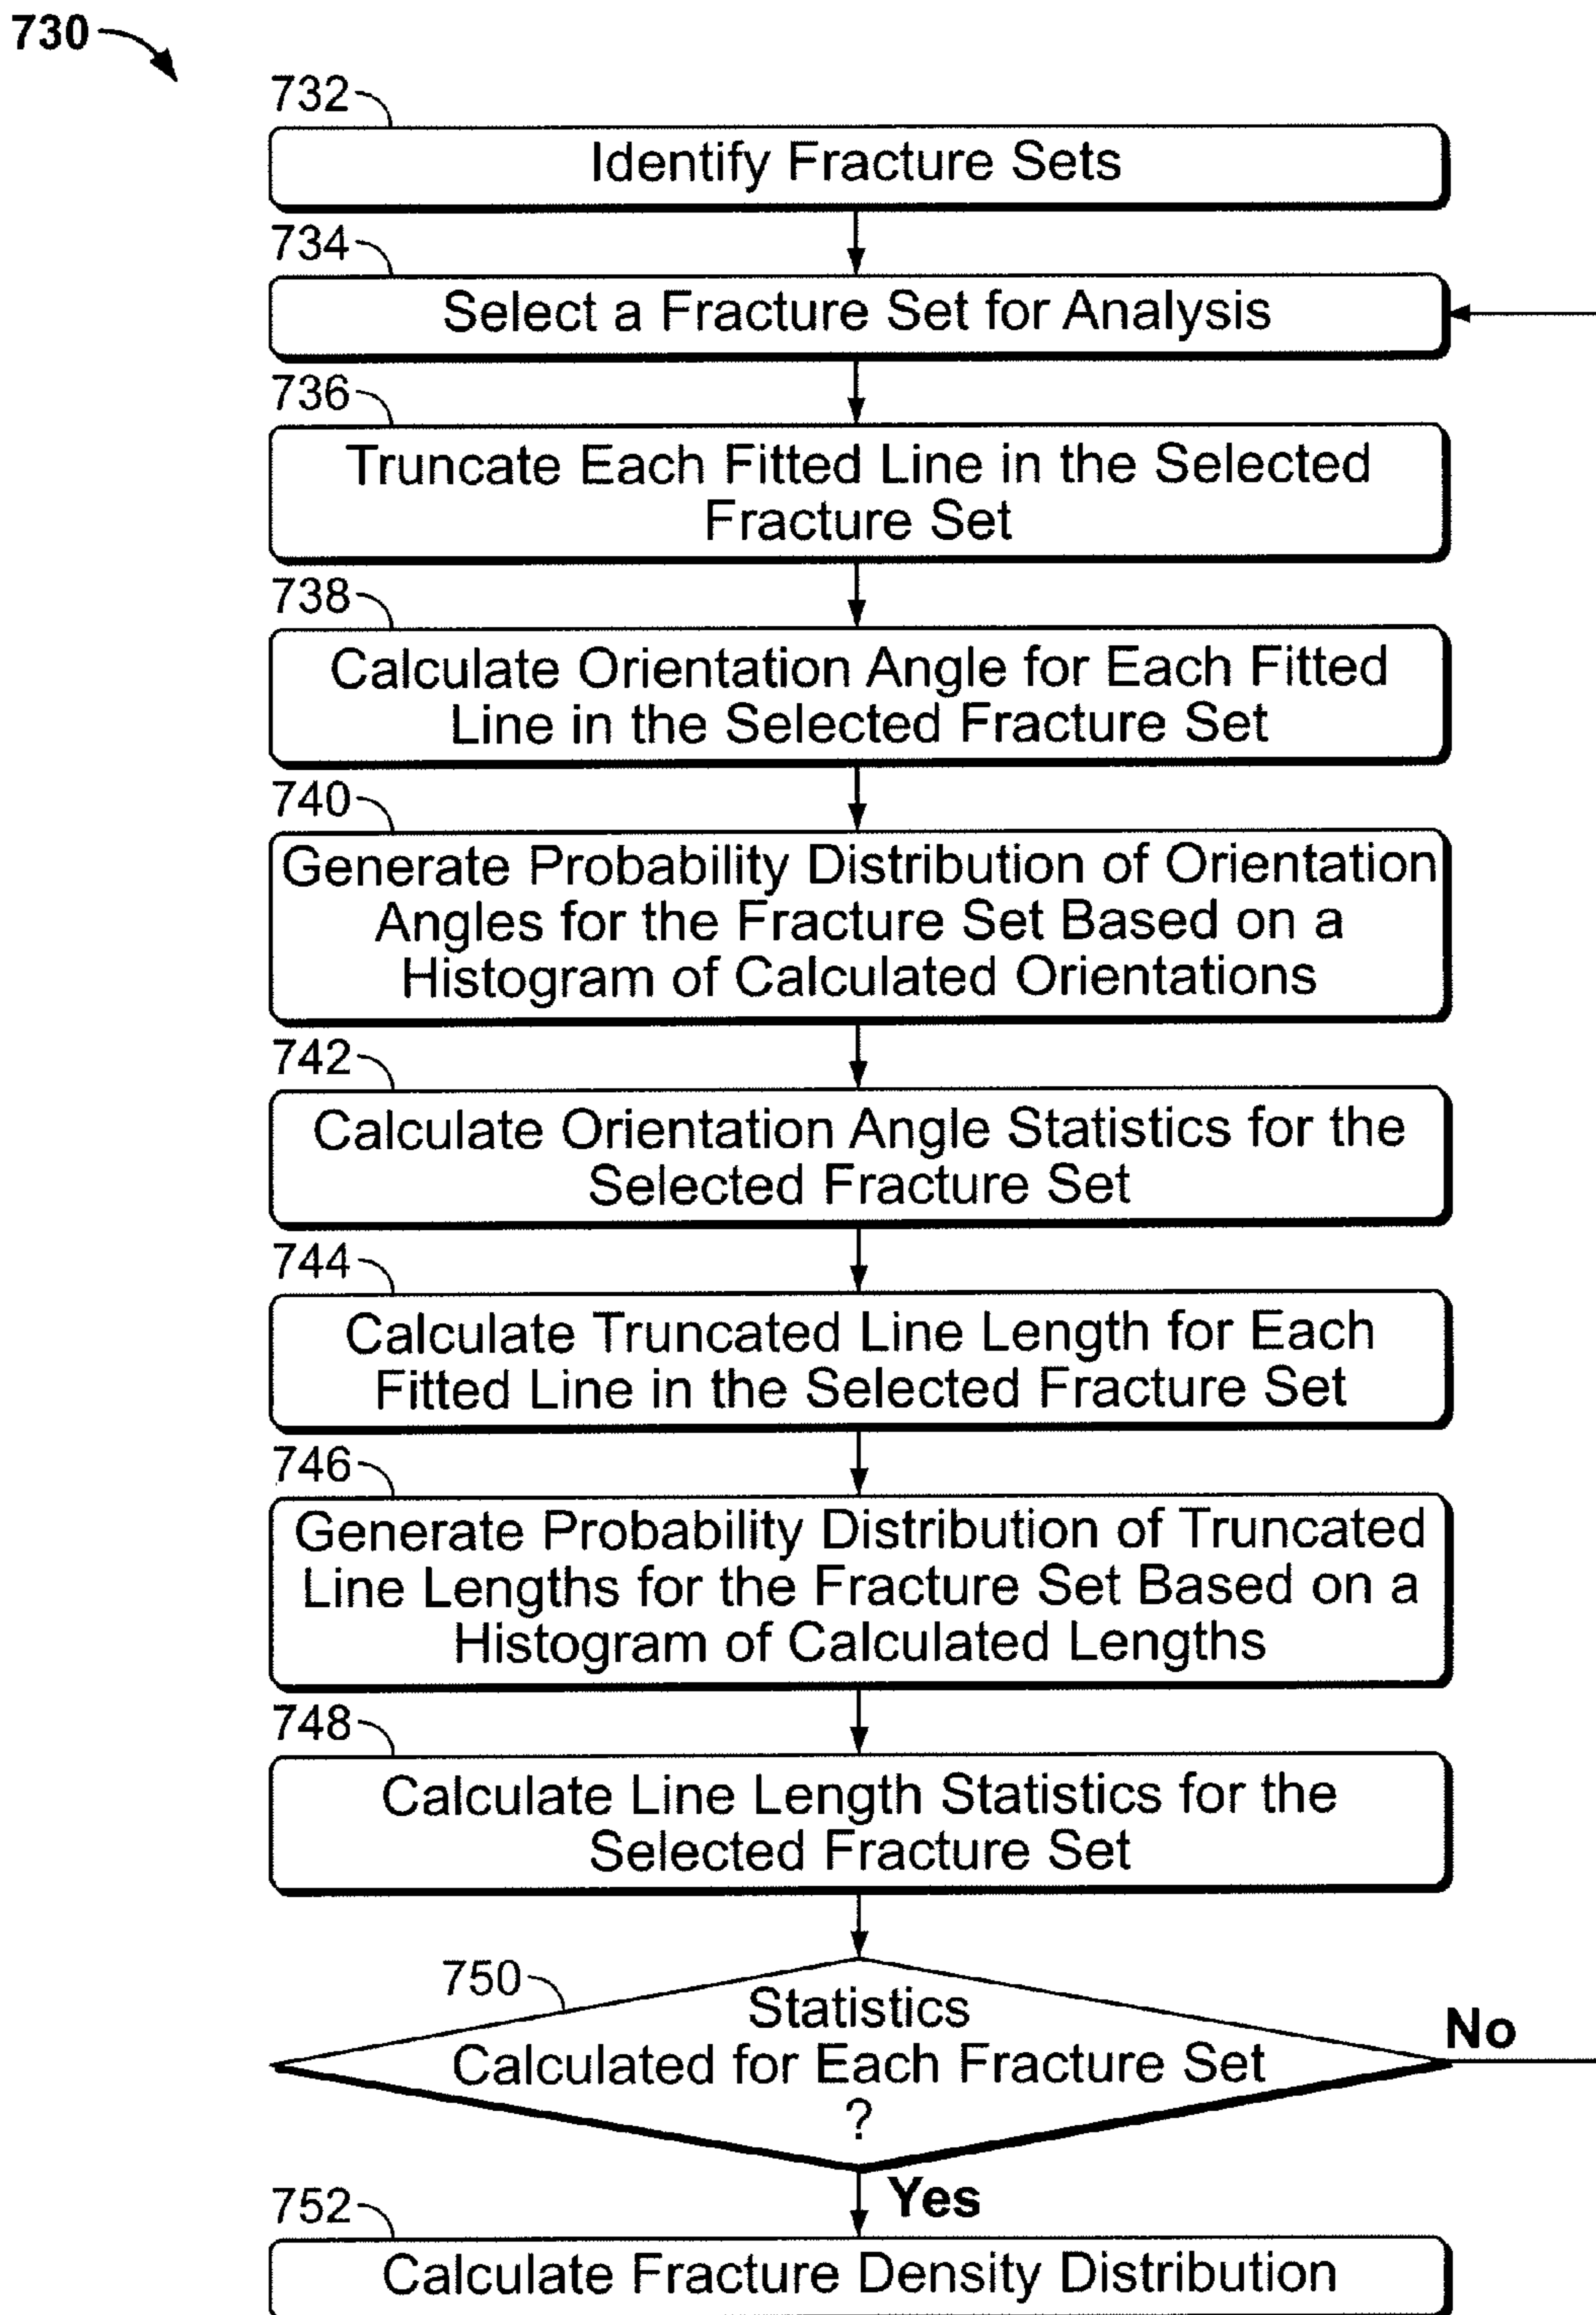 730
732
Identify Fracture Sets
734
Select a Fracture Set for Analysis
736
Truncate Each Fitted Line in the Selected
Fracture Set
738
Calculate Orientation Angle for Each Fitted
Line in the Selected Fracture Set
740
Generate Probability Distribution of Orientation
Angles for the Fracture Set Based on a
Histogram of Calculated Orientations
742
Calculate Orientation Angle Statistics for the
Selected Fracture Set
744
Calculate Truncated Line Length for Each
Fitted Line in the Selected Fracture Set
746
Generate Probability Distribution of Truncated
Line Lengths for the Fracture Set Based on a
Histogram of Calculated Lengths
748
Calculate Line Length Statistics for the
Selected Fracture Set
750
Statistics
Calculated for Each Fracture Set
?
No
Yes
752
Calculate Fracture Density Distribution